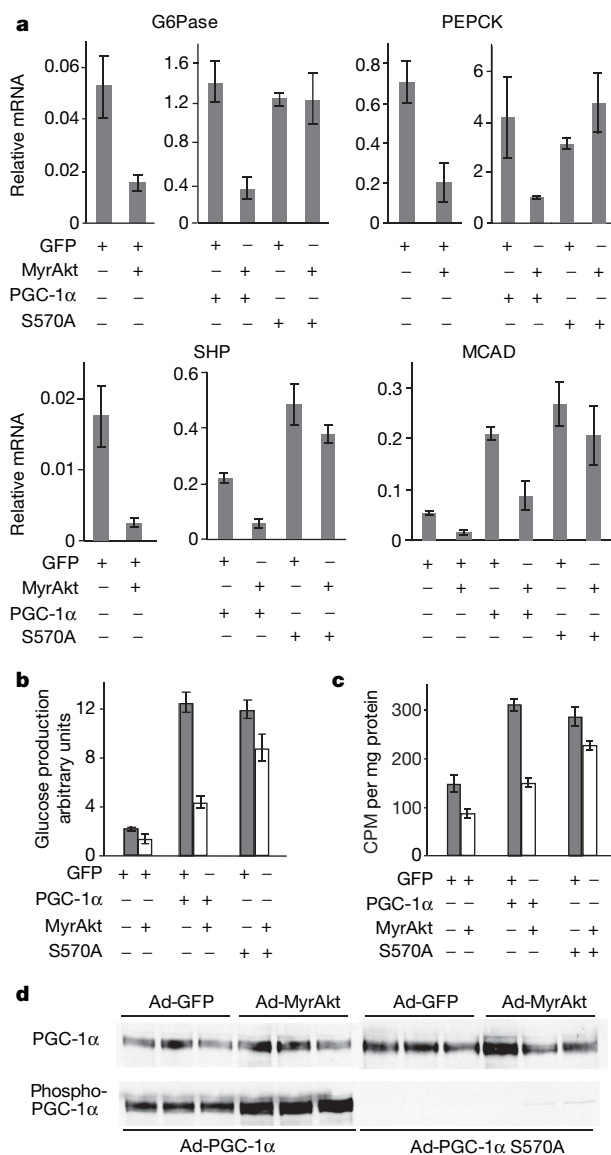 a
G6Pase PEPCK
Relative mRNA
0.06 1.6 0.8 6
0.04 1.2 0.6 4
0.02 0.8 0.4 2
0 0.4 0.2 0
0 0
GFP + + + – + – + + + – + –
MyrAkt – + – + – + – + – + – +
PGC-1α – – + + – – – – + + – –
S570A – – – – + + – – – – + +
SHP MCAD
Relative mRNA
0.02 0.6 0.3
0.01 0.4 0.2
0 0.2 0.1
0 0
GFP + + + – + – + + + – + –
MyrAkt – + – + – + – + – + – +
PGC-1α – – + + – – – – + + – –
S570A – – – – + + – – – – + +
b
Glucose production
arbitrary units
12
8
4
0
GFP + + + – + –
PGC-1α – – + + – –
MyrAkt – + – + – +
S570A – – – – + +
c
CPM per mg protein
300
200
100
0
GFP + + + – + –
PGC-1α – – + + – –
MyrAkt – + – + – +
S570A – – – – + +
d
Ad-GFP Ad-MyrAkt Ad-GFP Ad-MyrAkt
PGC-1α
Phospho-
PGC-1α
Ad-PGC-1α Ad-PGC-1α S570A